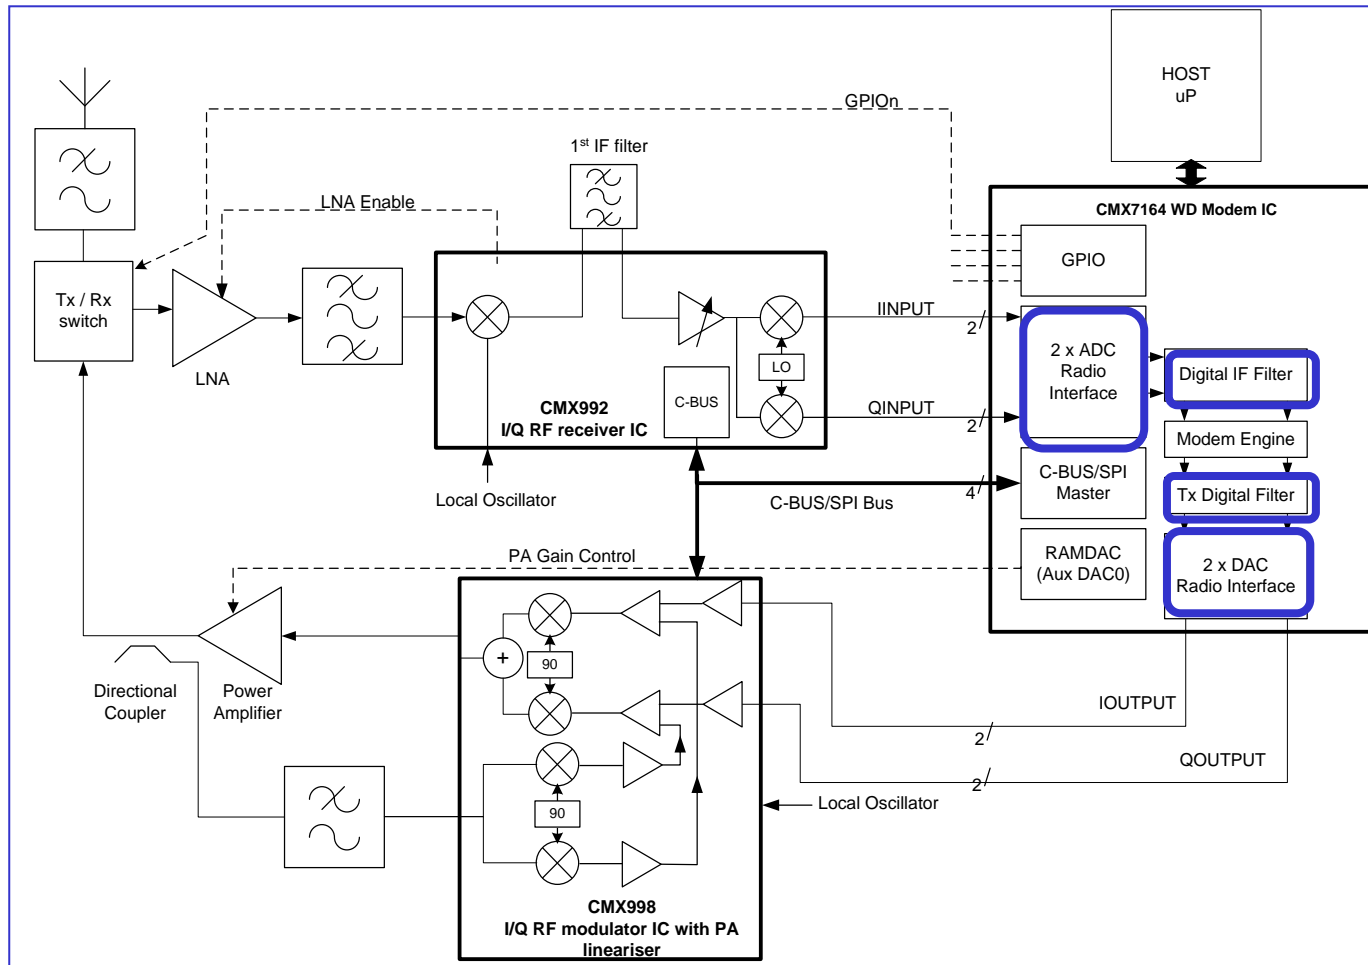 HOST
uP
GPIOn
1st IF filter
LNA Enable
CMX7164 WD Modem IC
GPIO
Tx / Rx
switch
LNA
IINPUT
2
2 x ADC
Radio
Interface
Digital IF Filter
LO
C-BUS
QINPUT
2
CMX992
I/Q RF receiver IC
Modem Engine
Local Oscillator
C-BUS/SPI Bus
4
C-BUS/SPI
Master
Tx Digital Filter
PA Gain Control
RAMDAC
(Aux DAC0)
2 x DAC
Radio Interface
+
90
Directional
Coupler
Power
Amplifier
IOUTPUT
2
QOUTPUT
2
90
Local Oscillator
CMX998
I/Q RF modulator IC with PA
lineariser